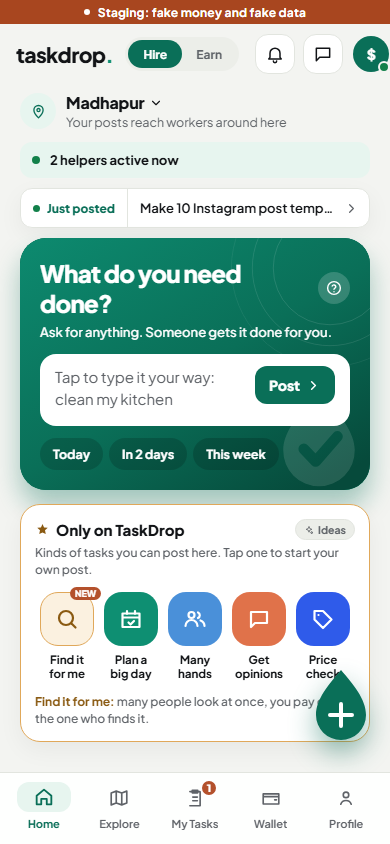 Staging: fake money and fake data
taskdrop.
Hire
Earn
$
Madhapur
Your posts reach workers around here
2 helpers active now
Just posted
Make 10 Instagram post temp...
What do you need
done?
Ask for anything. Someone gets it done for you.
Tap to type it your way:
clean my kitchen
Post
Today
In 2 days
This week
Only on TaskDrop
Ideas
Kinds of tasks you can post here. Tap one to start your
own post.
NEW
Find it
for me
Plan a
big day
Many
hands
Get
opinions
Price
check
Find it for me: many people look at once, you pay
the one who finds it.
1
Home
Explore
My Tasks
Wallet
Profile